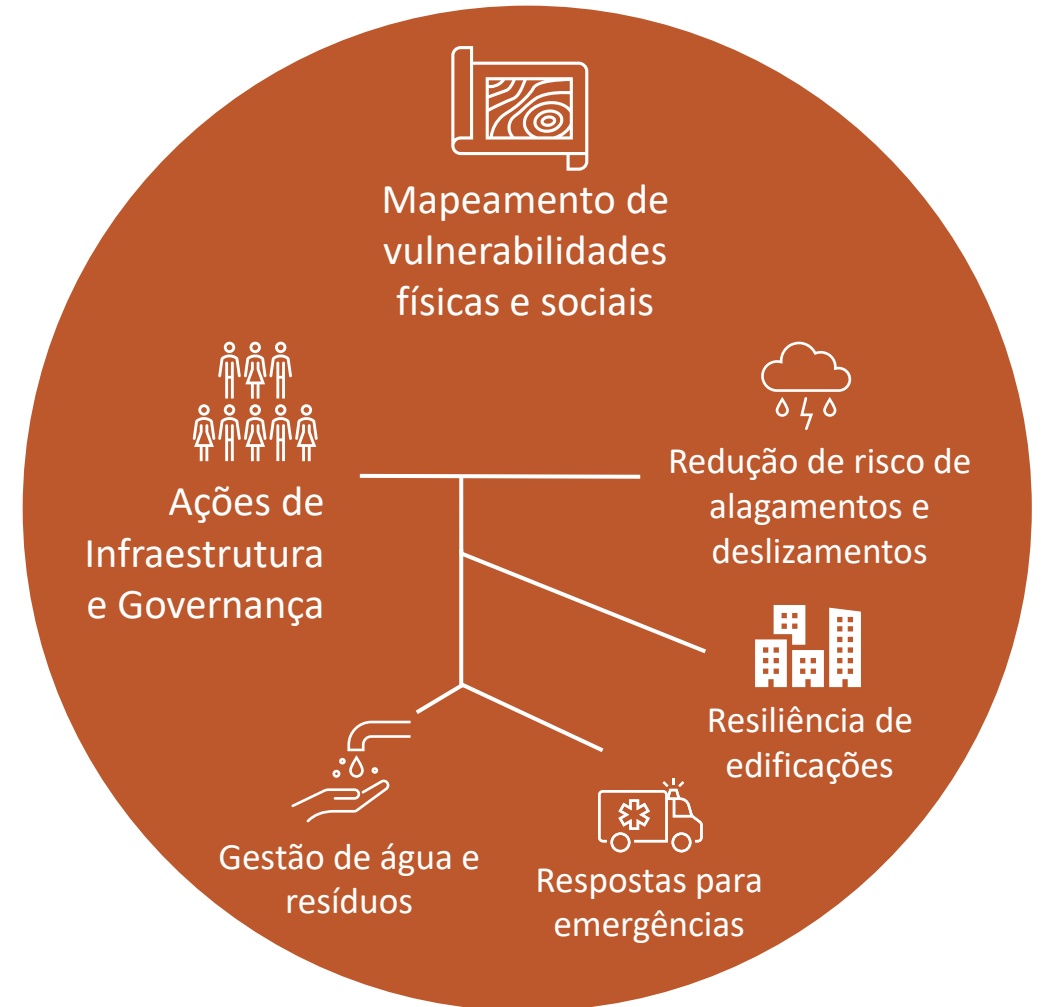 Mapeamento de
vulnerabilidades
físicas e sociais
Ações de
Infraestrutura
e Governança
Redução de risco de
alagamentos e
deslizamentos
Resiliência de
edificações
Gestão de água e
resíduos
Respostas para
emergências